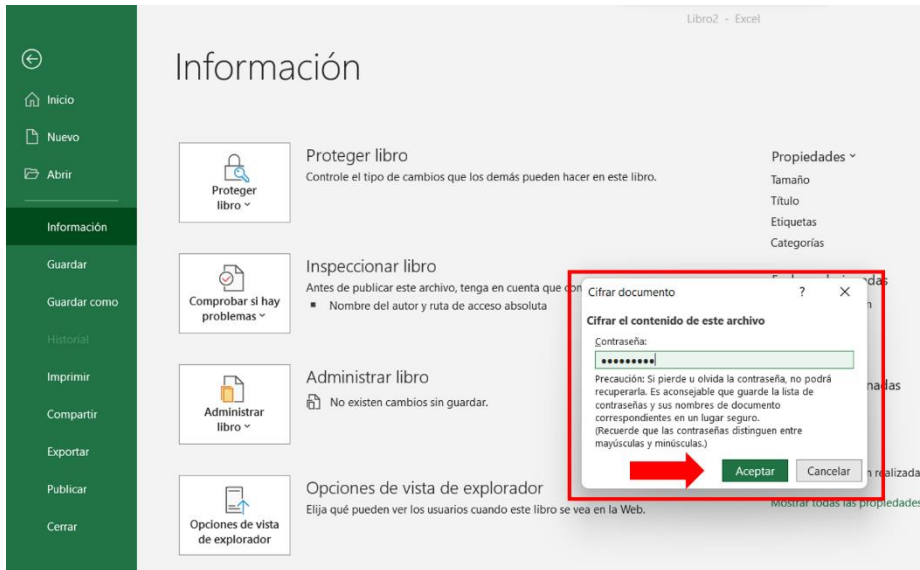 Libro2 - Excel
Información
Inicio
Nuevo
Abrir
Información
Guardar
Guardar como
Historial
Imprimir
Compartir
Exportar
Publicar
Cerrar
Proteger
libro
Proteger libro
Controle el tipo de cambios que los demás pueden hacer en este libro.
Comprobar si hay
problemas
Inspeccionar libro
Antes de publicar este archivo, tenga en cuenta que
Nombre del autor y ruta de acceso absoluta
Administrar
libro
Administrar libro
No existen cambios sin guardar.
Opciones de vista
de explorador
Opciones de vista de explorador
Elija qué pueden ver los usuarios cuando este libro se vea en la Web.
Propiedades
Tamaño
Título
Etiquetas
Categorías
Cifrar documento ? X
Cifrar el contenido de este archivo
Contraseña:
Precaución: Si pierde u olvida la contraseña, no podrá
recuperarla. Es aconsejable que guarde la lista de
contraseñas y sus nombres de documento
correspondientes en un lugar seguro.
(Recuerde que las contraseñas distinguen entre
mayúsculas y minúsculas.)
Aceptar Cancelar
Mostrar todas las propiedades